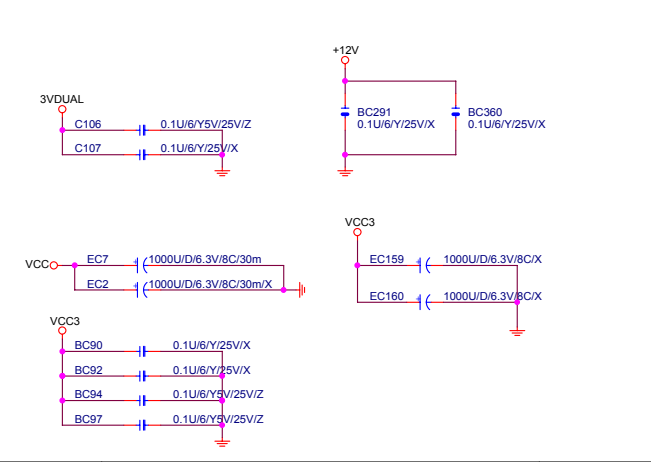 +12V
3VDUAL
C106 0.1U/6/Y5V/25V/Z
C107 0.1U/6/Y/25V/X
BC291
0.1U/6/Y/25V/X
BC360
0.1U/6/Y/25V/X
VCC
EC7 1000U/D/6.3V/8C/30m
EC2 1000U/D/6.3V/8C/30m/X
VCC3
EC159 1000U/D/6.3V/8C/X
EC160 1000U/D/6.3V/8C/X
VCC3
BC90 0.1U/6/Y/25V/X
BC92 0.1U/6/Y/25V/X
BC94 0.1U/6/Y5V/25V/Z
BC97 0.1U/6/Y5V/25V/Z